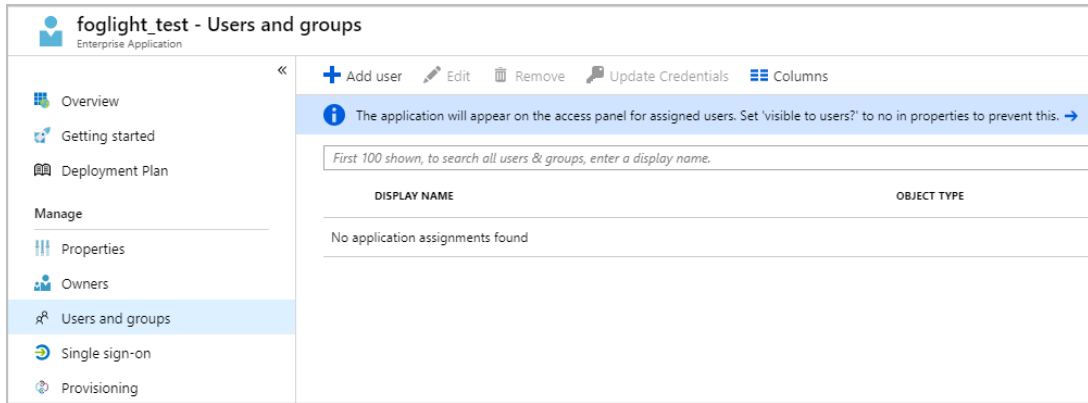 foglight_test - Users and groups
Enterprise Application
«
Overview
Getting started
Deployment Plan
Manage
Properties
Owners
Users and groups
Single sign-on
Provisioning
Add user Edit Remove Update Credentials Columns
The application will appear on the access panel for assigned users. Set 'visible to users?' to no in properties to prevent this. →
First 100 shown, to search all users & groups, enter a display name.
DISPLAY NAME OBJECT TYPE
No application assignments found